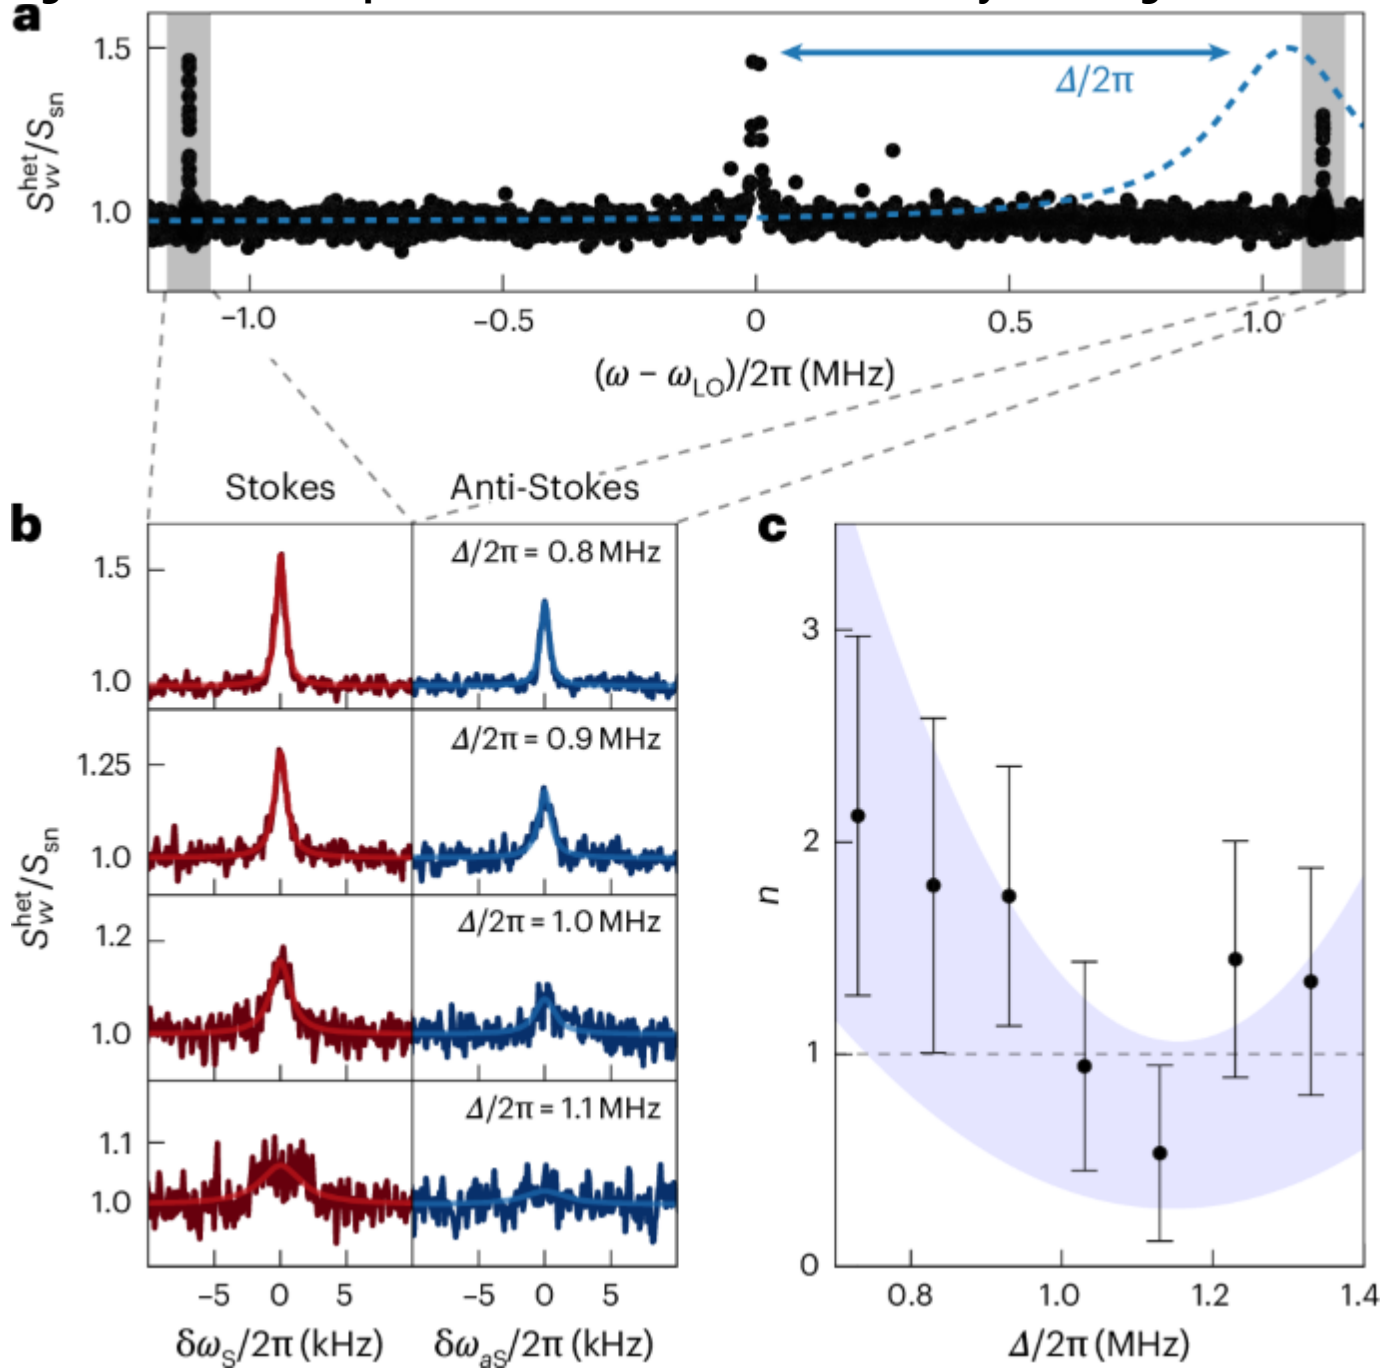 a
S^het_vv/S_sn
1.5
1.0
Δ/2π
−1.0 −0.5 0 0.5 1.0
(ω − ω_LO)/2π (MHz)
Stokes Anti-Stokes
b
S^het_vv/S_sn
1.5
1.0
Δ/2π = 0.8 MHz
1.25
1.0
Δ/2π = 0.9 MHz
1.2
1.0
Δ/2π = 1.0 MHz
1.1
1.0
Δ/2π = 1.1 MHz
−5 0 5 −5 0 5
δω_S/2π (kHz) δω_aS/2π (kHz)
c
n
3
2
1
0
0.8 1.0 1.2 1.4
Δ/2π (MHz)